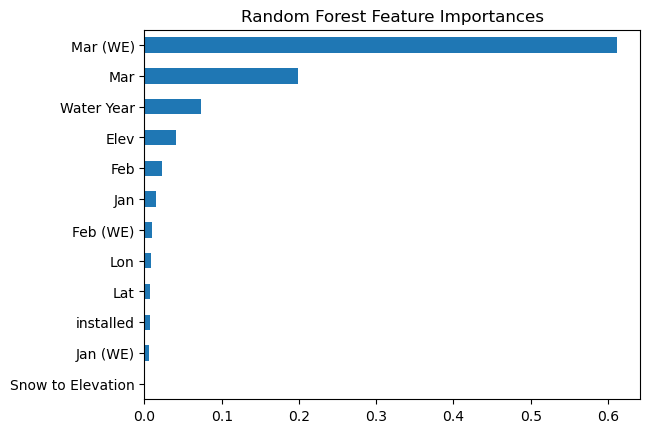 Random Forest Feature Importances
Mar (WE)
Mar
Water Year
Elev
Feb
Jan
Feb (WE)
Lon
Lat
installed
Jan (WE)
Snow to Elevation
0.0 0.1 0.2 0.3 0.4 0.5 0.6